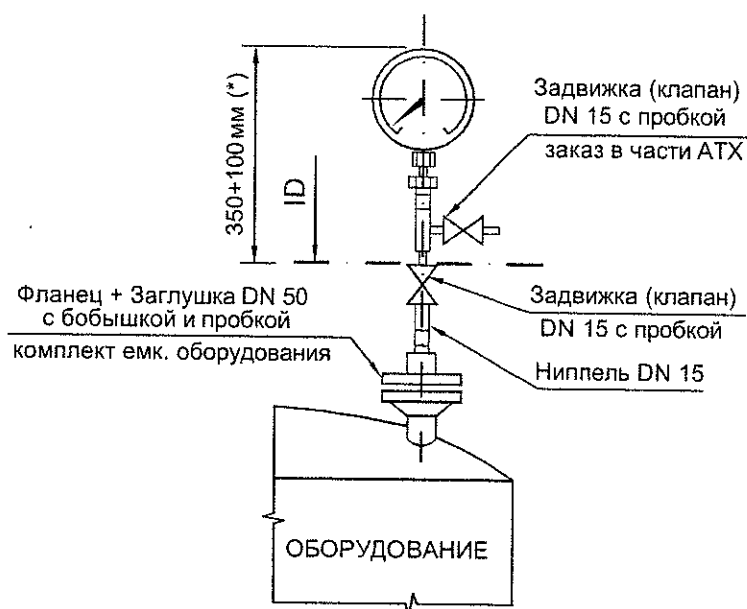 Задвижка (клапан)
DN 15 с пробкой
заказ в части АТХ
350+100мм (*)
ID
Фланец + Заглушка DN 50
с бобышкой и пробкой
комплект емк. оборудования
Задвижка (клапан)
DN 15 с пробкой
Ниппель DN 15
ОБОРУДОВАНИЕ